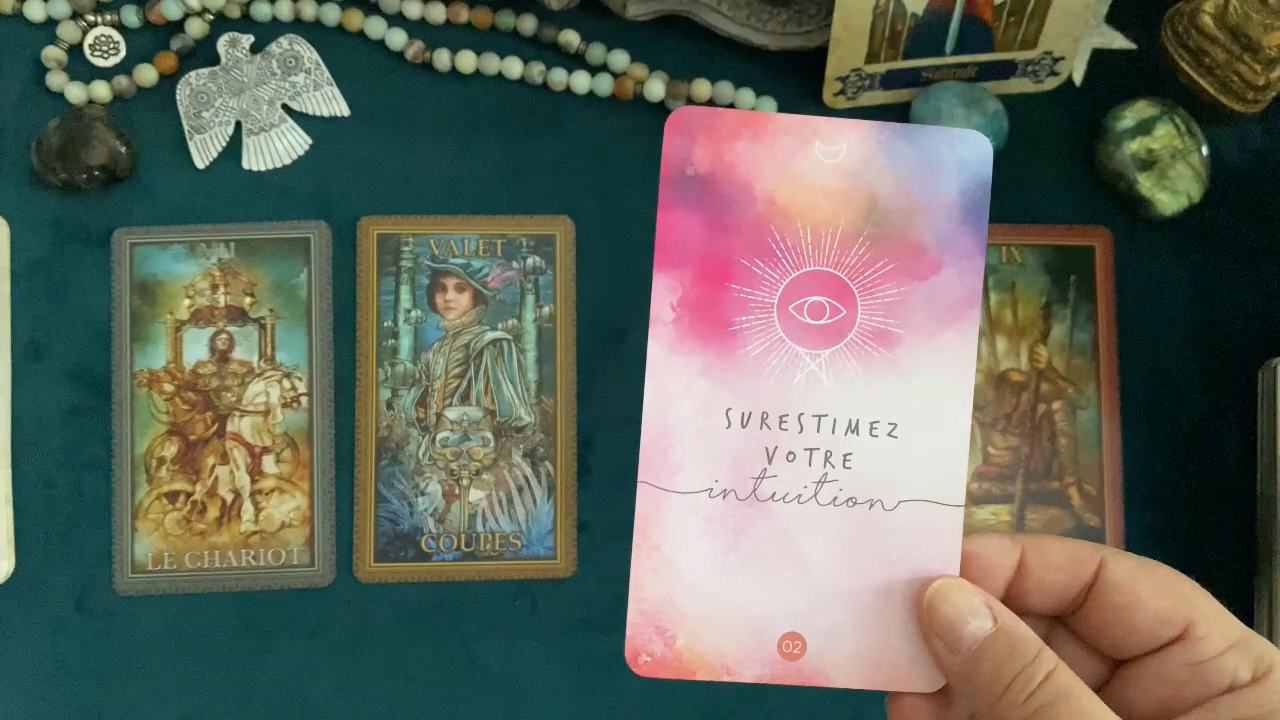 VII
LE CHARIOT
VALET
COUPES
SURESTIMEZ
VOTRE
intuition
02
IX